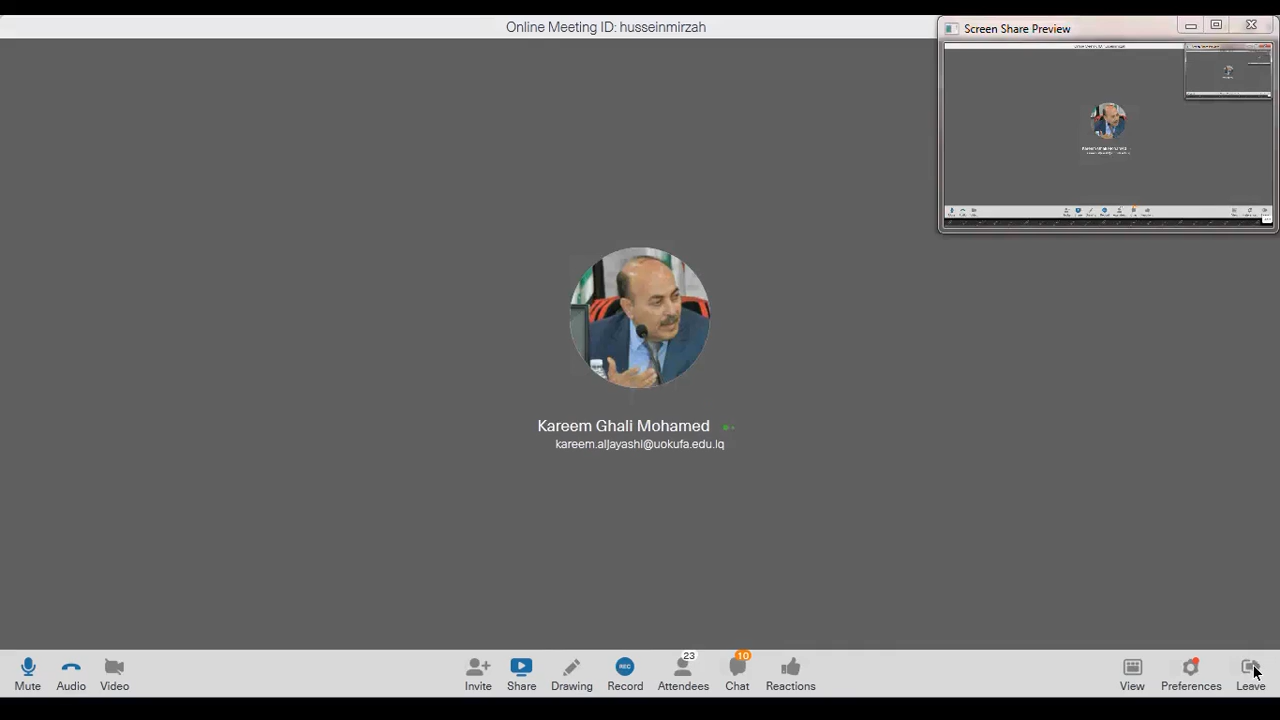 Online Meeting ID: husseinmirzah
Screen Share Preview
Kareem Ghali Mohamed
kareem.aljayashi@uokufa.edu.iq
23
10
REC
Mute Audio Video Invite Share Drawing Record Attendees Chat Reactions View Preferences Leave